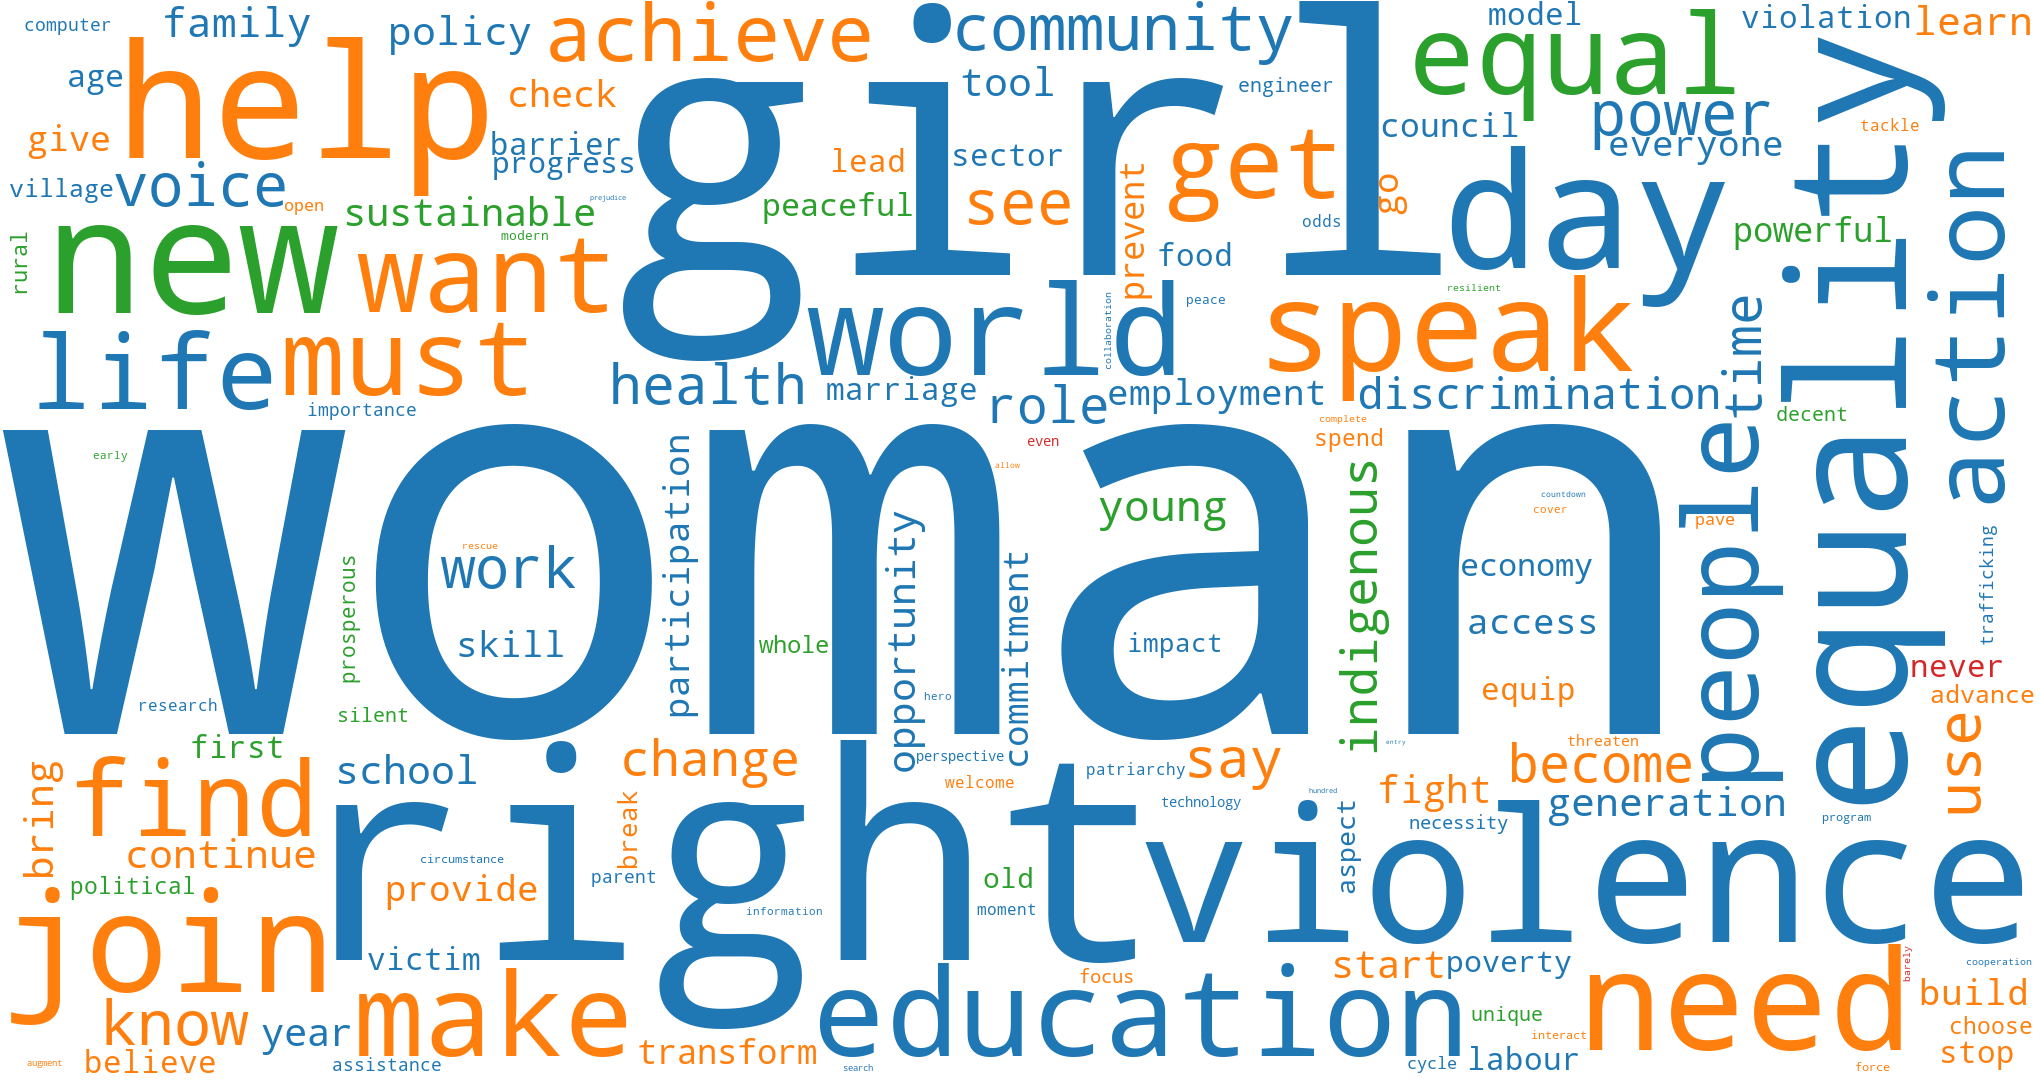 computer
family
policy
achieve
community
model
violation
learn
age
help
check
girl
tool
engineer
equal
power
give
barrier
progress
lead
sector
get
council
everyone
tackle
village
voice
open
sustainable
prejudice
modern
peaceful
see
prevent
go
odds
day
powerful
equality
action
rural
new
want
food
peace
resilient
collaboration
world
speak
life
must
importance
health
marriage
role
employment
discrimination
time
decent
early
woman
even
complete
spend
allow
participation
young
indigenous
countdown
cover
pave
people
rescue
work
skill
prosperous
whole
opportunity
commitment
impact
economy
access
equip
trafficking
never
advance
research
silent
hero
first
school
change
perspective
welcome
patriarchy
say
entry
threaten
become
use
bring
find
right
technology
hundred
fight
generation
necessity
program
continue
break
circumstance
aspect
violence
political
provide
parent
old
information
moment
join
victim
focus
start
poverty
barely
cooperation
know
year
make
education
need
unique
build
choose
interact
augment
believe
assistance
transform
search
cycle
labour
stop
force